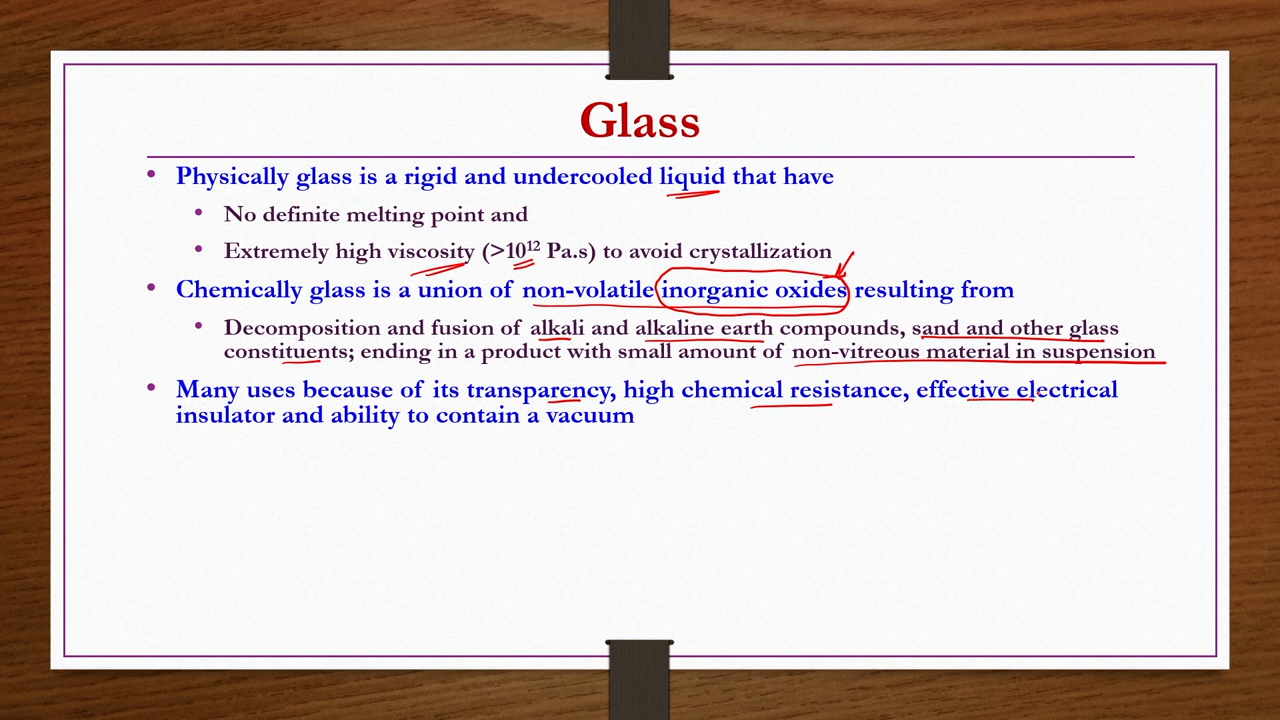 Glass
• Physically glass is a rigid and undercooled liquid that have
• No definite melting point and
• Extremely high viscosity (>10¹² Pa.s) to avoid crystallization
• Chemically glass is a union of non-volatile inorganic oxides resulting from
• Decomposition and fusion of alkali and alkaline earth compounds, sand and other glass
constituents; ending in a product with small amount of non-vitreous material in suspension
• Many uses because of its transparency, high chemical resistance, effective electrical
insulator and ability to contain a vacuum